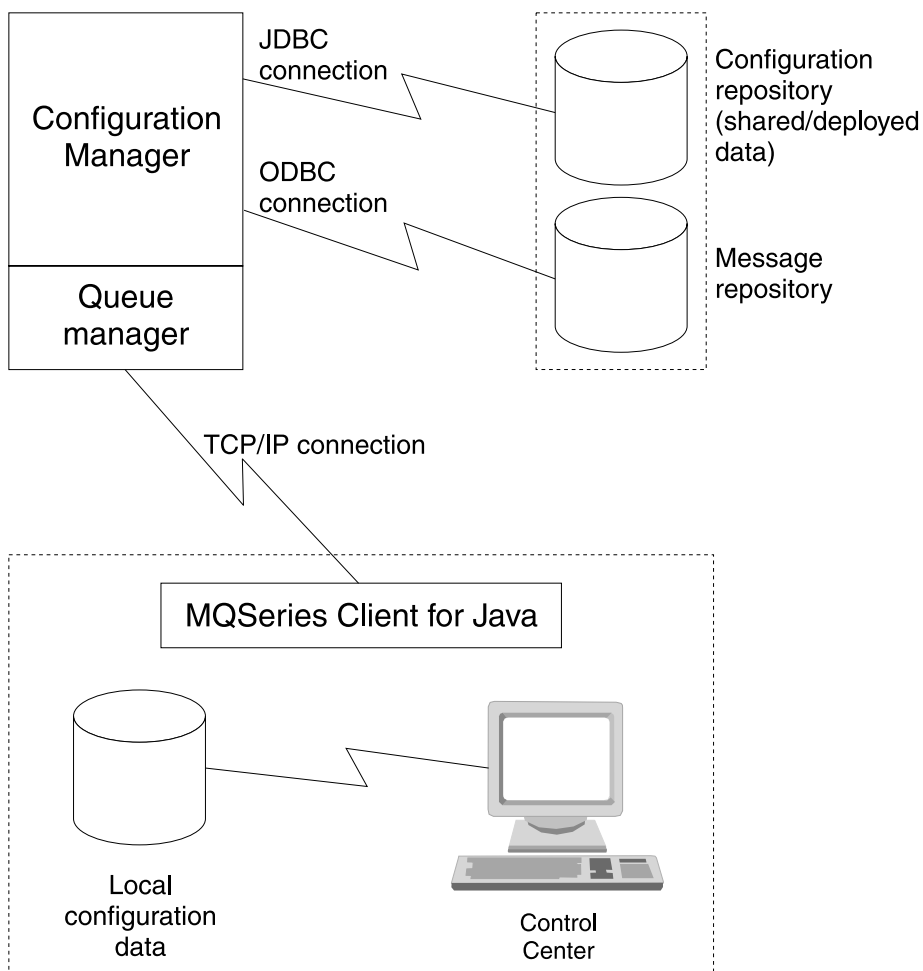 JDBC
connection
Configuration
repository
(shared/deployed
data)
Configuration
Manager
ODBC
connection
Message
repository
Queue
manager
TCP/IP connection
MQSeries Client for Java
Local
configuration
data
Control
Center